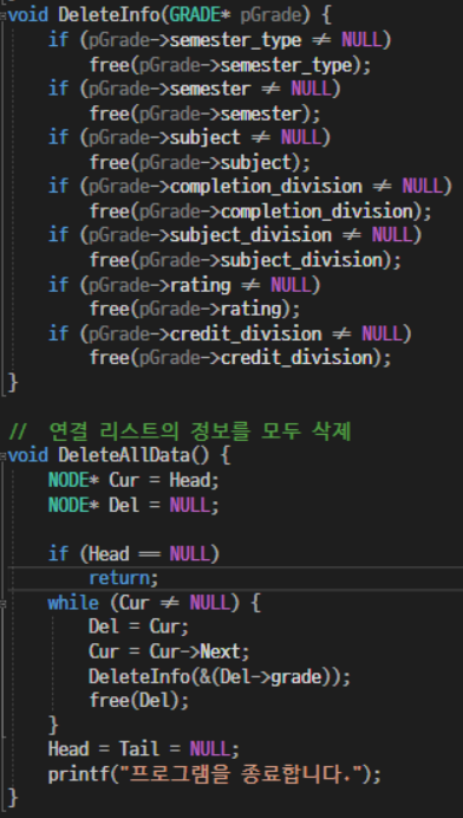 void DeleteInfo(GRADE* pGrade) {
    if (pGrade->semester_type != NULL)
        free(pGrade->semester_type);
    if (pGrade->semester != NULL)
        free(pGrade->semester);
    if (pGrade->subject != NULL)
        free(pGrade->subject);
    if (pGrade->completion_division != NULL)
        free(pGrade->completion_division);
    if (pGrade->subject_division != NULL)
        free(pGrade->subject_division);
    if (pGrade->rating != NULL)
        free(pGrade->rating);
    if (pGrade->credit_division != NULL)
        free(pGrade->credit_division);
}

// 연결 리스트의 정보를 모두 삭제
void DeleteAllData() {
    NODE* Cur = Head;
    NODE* Del = NULL;

    if (Head == NULL)
        return;
    while (Cur != NULL) {
        Del = Cur;
        Cur = Cur->Next;
        DeleteInfo(&(Del->grade));
        free(Del);
    }
    Head = Tail = NULL;
    printf("프로그램을 종료합니다.");
}